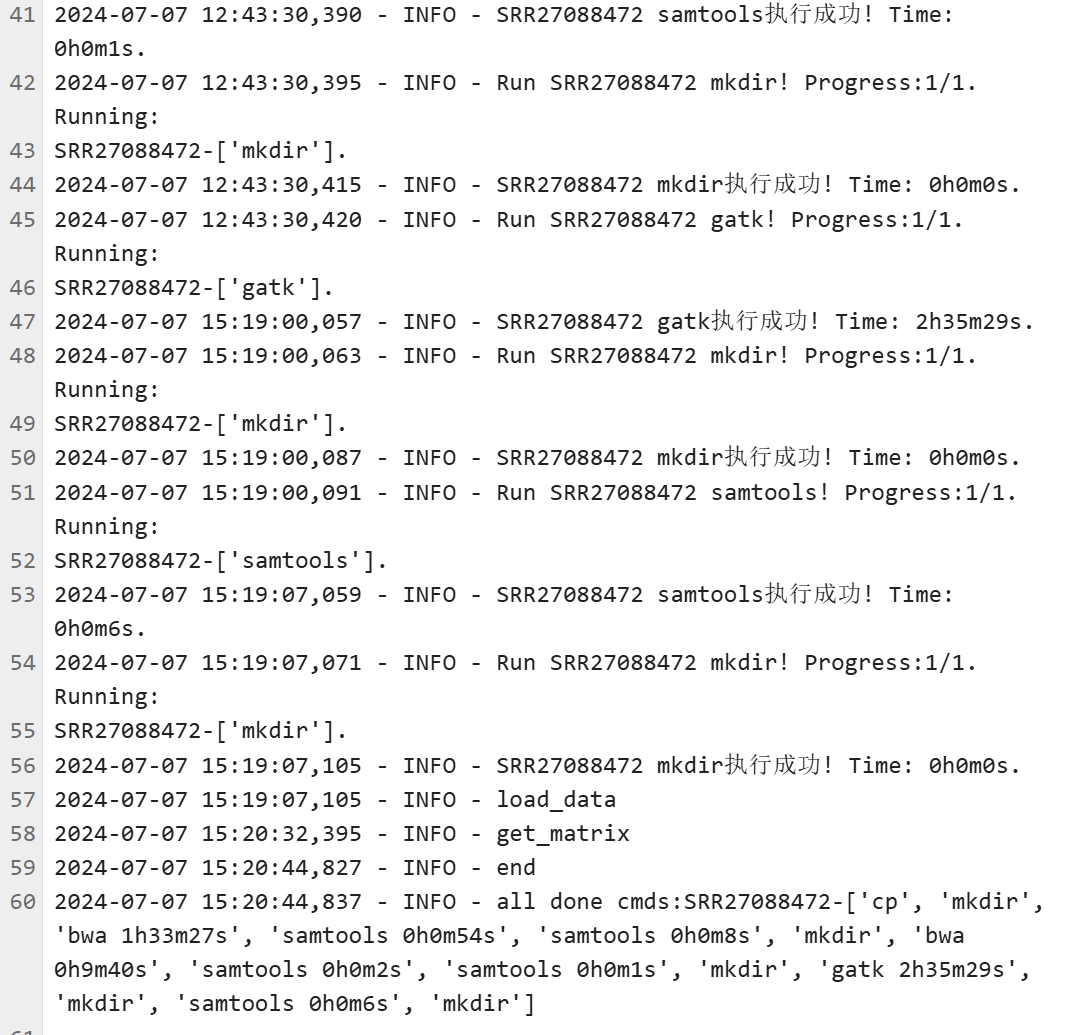 41 2024-07-07 12:43:30,390 - INFO - SRR27088472 samtools执行成功! Time:
0h0m1s.
42 2024-07-07 12:43:30,395 - INFO - Run SRR27088472 mkdir! Progress:1/1.
Running:
43 SRR27088472-['mkdir'].
44 2024-07-07 12:43:30,415 - INFO - SRR27088472 mkdir执行成功! Time: 0h0m0s.
45 2024-07-07 12:43:30,420 - INFO - Run SRR27088472 gatk! Progress:1/1.
Running:
46 SRR27088472-['gatk'].
47 2024-07-07 15:19:00,057 - INFO - SRR27088472 gatk执行成功! Time: 2h35m29s.
48 2024-07-07 15:19:00,063 - INFO - Run SRR27088472 mkdir! Progress:1/1.
Running:
49 SRR27088472-['mkdir'].
50 2024-07-07 15:19:00,087 - INFO - SRR27088472 mkdir执行成功! Time: 0h0m0s.
51 2024-07-07 15:19:00,091 - INFO - Run SRR27088472 samtools! Progress:1/1.
Running:
52 SRR27088472-['samtools'].
53 2024-07-07 15:19:07,059 - INFO - SRR27088472 samtools执行成功! Time:
0h0m6s.
54 2024-07-07 15:19:07,071 - INFO - Run SRR27088472 mkdir! Progress:1/1.
Running:
55 SRR27088472-['mkdir'].
56 2024-07-07 15:19:07,105 - INFO - SRR27088472 mkdir执行成功! Time: 0h0m0s.
57 2024-07-07 15:19:07,105 - INFO - load_data
58 2024-07-07 15:20:32,395 - INFO - get_matrix
59 2024-07-07 15:20:44,827 - INFO - end
60 2024-07-07 15:20:44,837 - INFO - all done cmds:SRR27088472-['cp', 'mkdir',
'bwa 1h33m27s', 'samtools 0h0m54s', 'samtools 0h0m8s', 'mkdir', 'bwa
0h9m40s', 'samtools 0h0m2s', 'samtools 0h0m1s', 'mkdir', 'gatk 2h35m29s',
'mkdir', 'samtools 0h0m6s', 'mkdir']